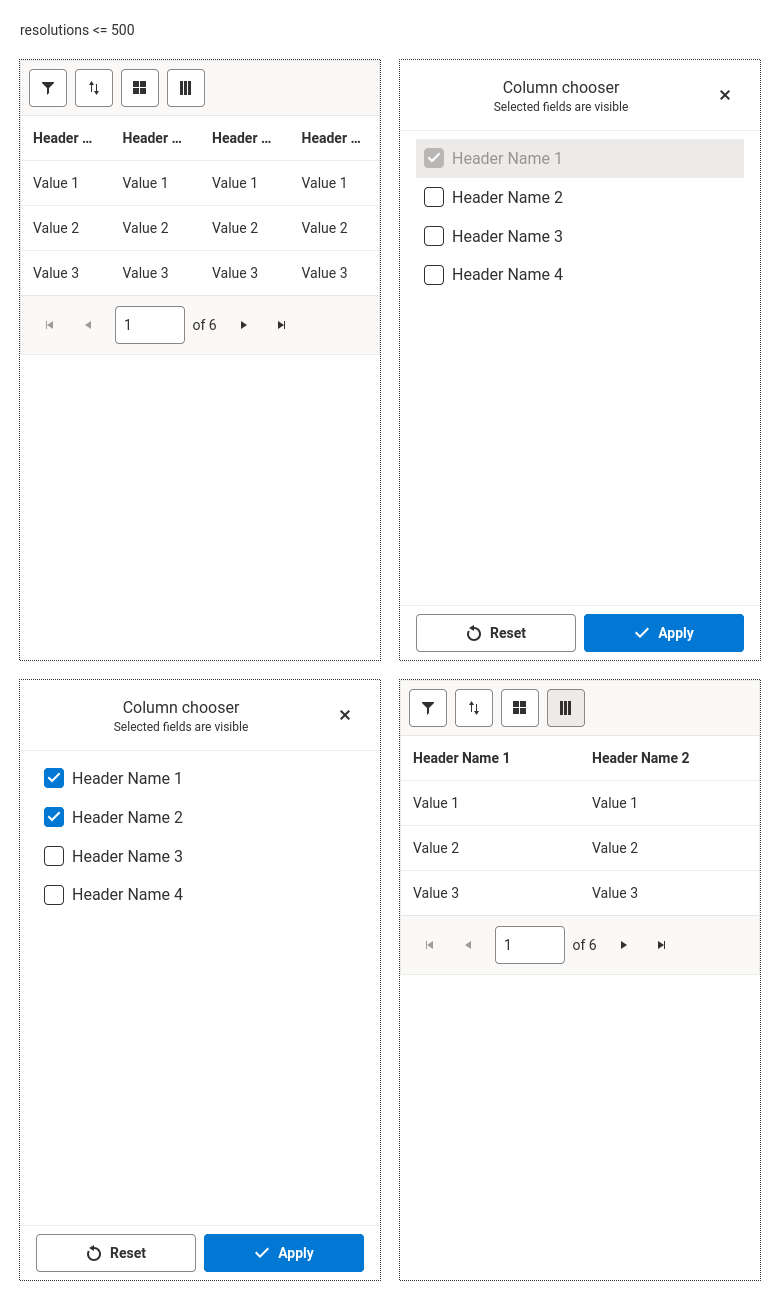 resolutions <= 500
Header ... Header ... Header ... Header ...
Value 1 Value 1 Value 1 Value 1
Value 2 Value 2 Value 2 Value 2
Value 3 Value 3 Value 3 Value 3
1 of 6
Column chooser
Selected fields are visible
Header Name 1
Header Name 2
Header Name 3
Header Name 4
Reset Apply
Column chooser
Selected fields are visible
Header Name 1
Header Name 2
Header Name 3
Header Name 4
Reset Apply
Header Name 1 Header Name 2
Value 1 Value 1
Value 2 Value 2
Value 3 Value 3
1 of 6